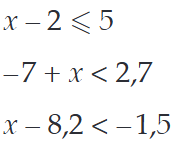 x − 2 ⩽ 5
−7 + x < 2,7
x − 8,2 < −1,5